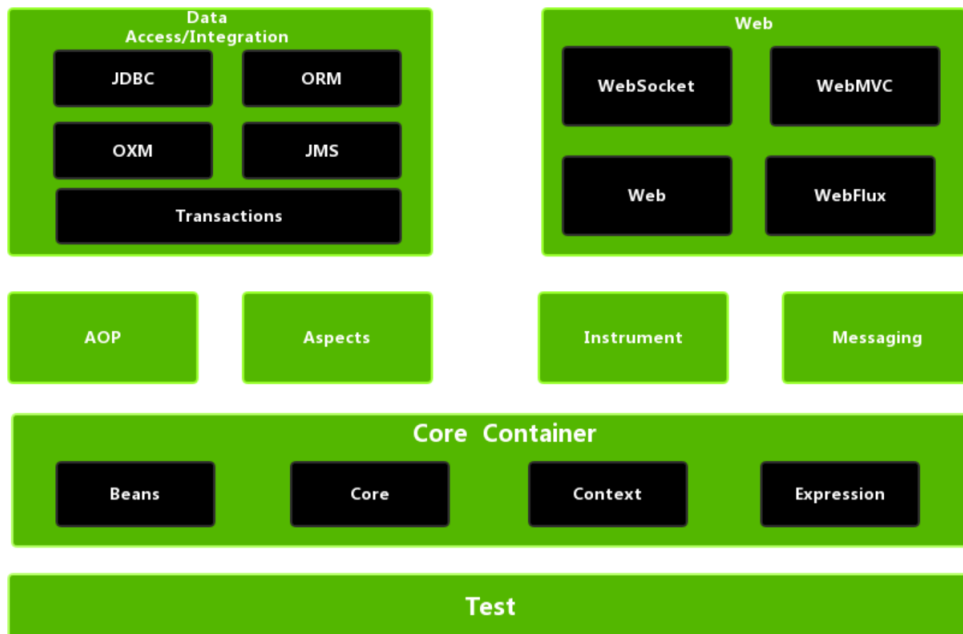 Data
Access/Integration
JDBC
ORM
OXM
JMS
Transactions
Web
WebSocket
WebMVC
Web
WebFlux
AOP
Aspects
Instrument
Messaging
Core Container
Beans
Core
Context
Expression
Test